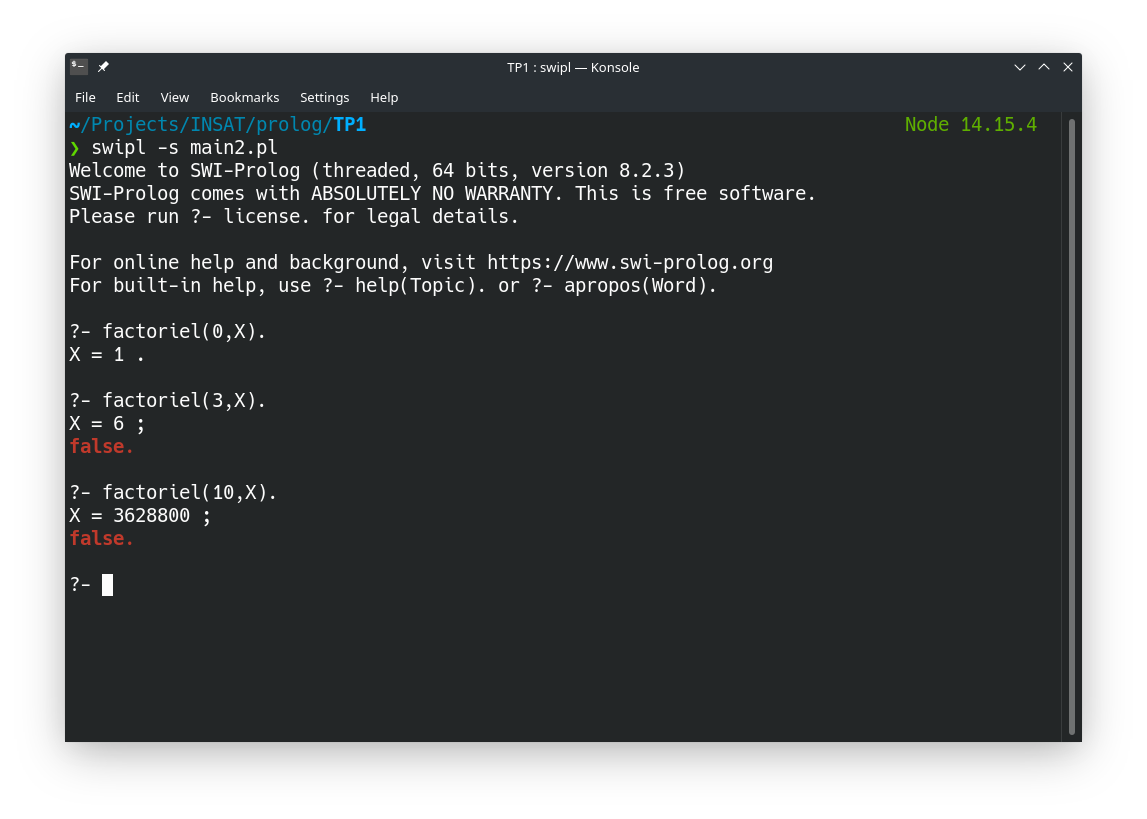 TP1 : swipl — Konsole
File Edit View Bookmarks Settings Help
~/Projects/INSAT/prolog/TP1 Node 14.15.4
❯ swipl -s main2.pl
Welcome to SWI-Prolog (threaded, 64 bits, version 8.2.3)
SWI-Prolog comes with ABSOLUTELY NO WARRANTY. This is free software.
Please run ?- license. for legal details.
For online help and background, visit https://www.swi-prolog.org
For built-in help, use ?- help(Topic). or ?- apropos(Word).
?- factoriel(0,X).
X = 1 .
?- factoriel(3,X).
X = 6 ;
false.
?- factoriel(10,X).
X = 3628800 ;
false.
?-